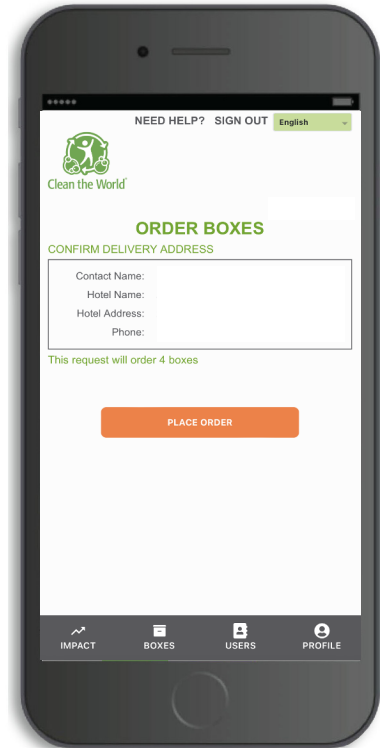 NEED HELP? SIGN OUT English
Clean the World
ORDER BOXES
CONFIRM DELIVERY ADDRESS
Contact Name:
Hotel Name:
Hotel Address:
Phone:
This request will order 4 boxes
PLACE ORDER
IMPACT BOXES USERS PROFILE